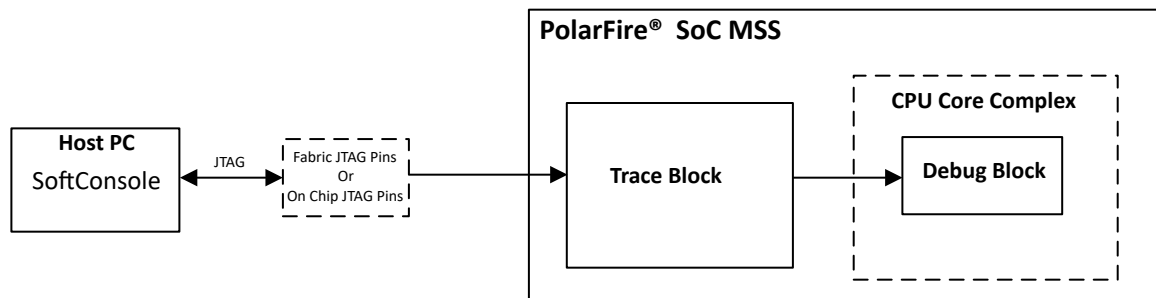 PolarFire® SoC MSS
CPU Core Complex
Host PC
SoftConsole
JTAG
Fabric JTAG Pins
Or
On Chip JTAG Pins
Trace Block
Debug Block